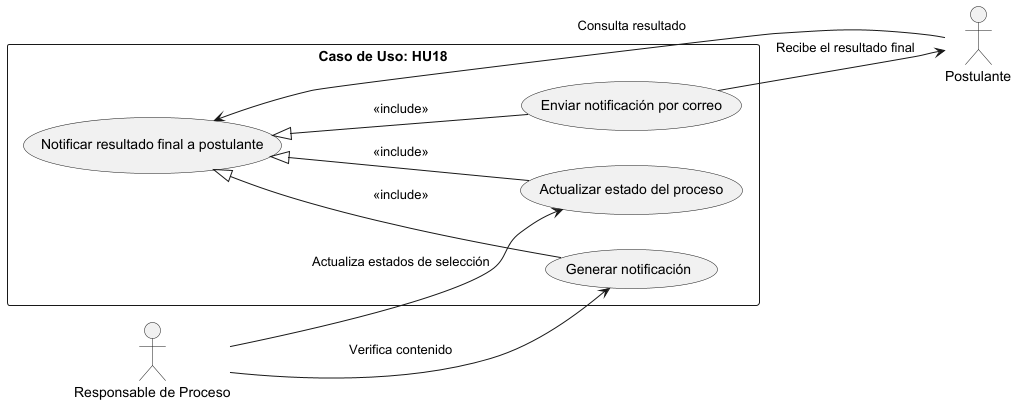 Consulta resultado
Postulante
Recibe el resultado final
Caso de Uso: HU18
Enviar notificación por correo
«include»
Notificar resultado final a postulante
«include»
Actualizar estado del proceso
«include»
Actualiza estados de selección
Generar notificación
Verifica contenido
Responsable de Proceso